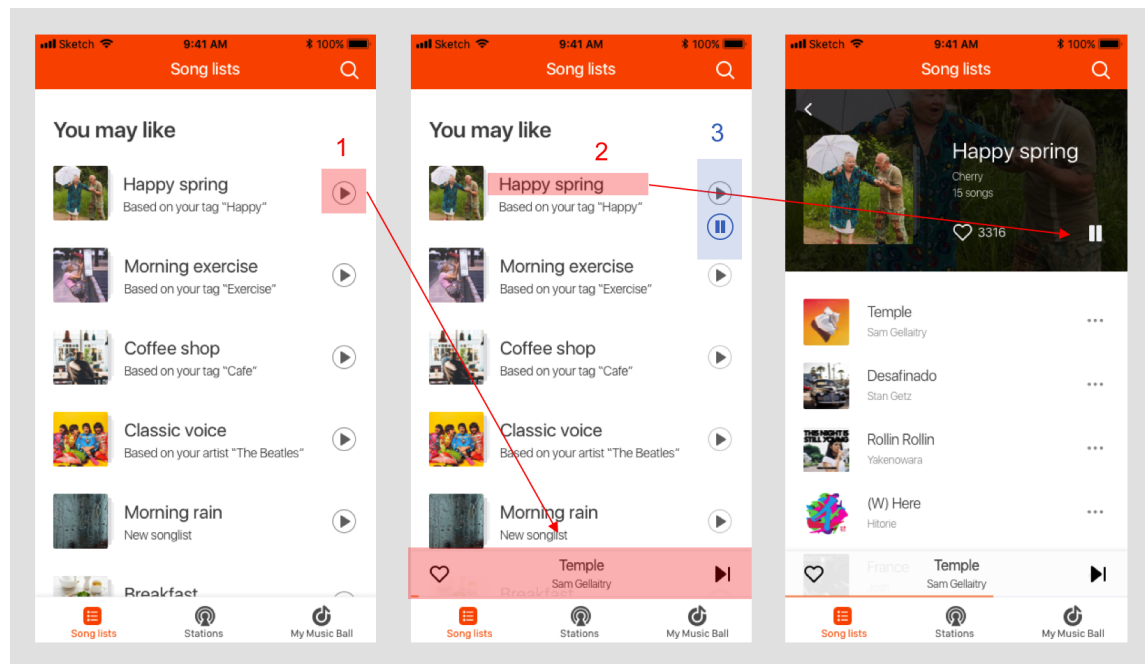 Sketch 9:41 AM 100%
Song lists
You may like
1
Happy spring
Based on your tag "Happy"
Morning exercise
Based on your tag "Exercise"
Coffee shop
Based on your tag "Cafe"
Classic voice
Based on your artist "The Beatles"
Morning rain
New songlist
Breakfast
Song lists Stations My Music Ball
Sketch 9:41 AM 100%
Song lists
You may like
2
3
Happy spring
Based on your tag "Happy"
Morning exercise
Based on your tag "Exercise"
Coffee shop
Based on your tag "Cafe"
Classic voice
Based on your artist "The Beatles"
Morning rain
New songlist
Temple
Sam Gellaitry
Breakfast
Song lists Stations My Music Ball
Sketch 9:41 AM 100%
Song lists
Happy spring
Cherry
15 songs
3316
Temple
Sam Gellaitry
Desafinado
Stan Getz
THIS NIGHT IS
STILL YOUNG
Rollin Rollin
Yakenowara
(W) Here
Hitorie
France
Temple
Sam Gellaitry
Song lists Stations My Music Ball